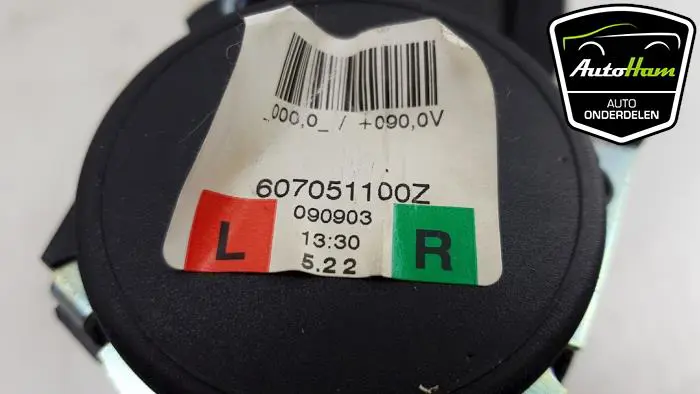 _000,0_ / +090,0V
607051100Z
090903
L
13:30
R
5.22
AutoHam
AUTO
ONDERDELEN